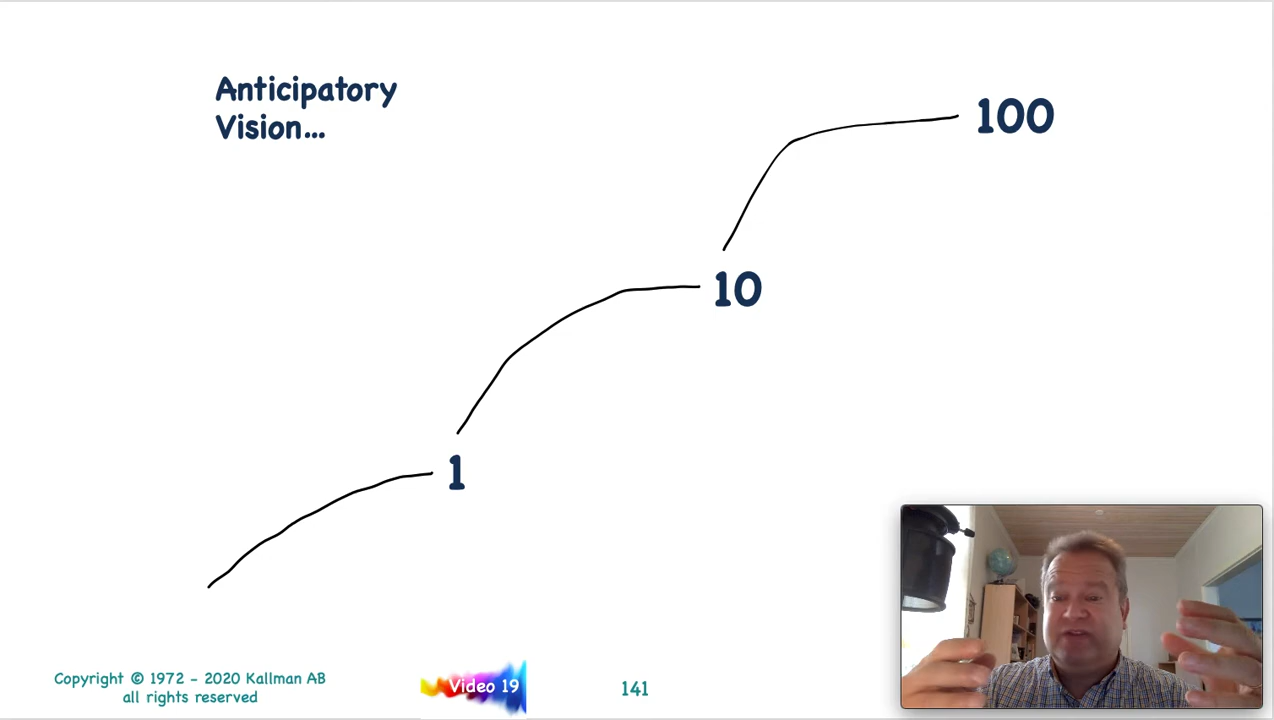 Anticipatory
Vision...
100
10
1
Copyright © 1972 - 2020 Kallman AB
all rights reserved
Video 19
141